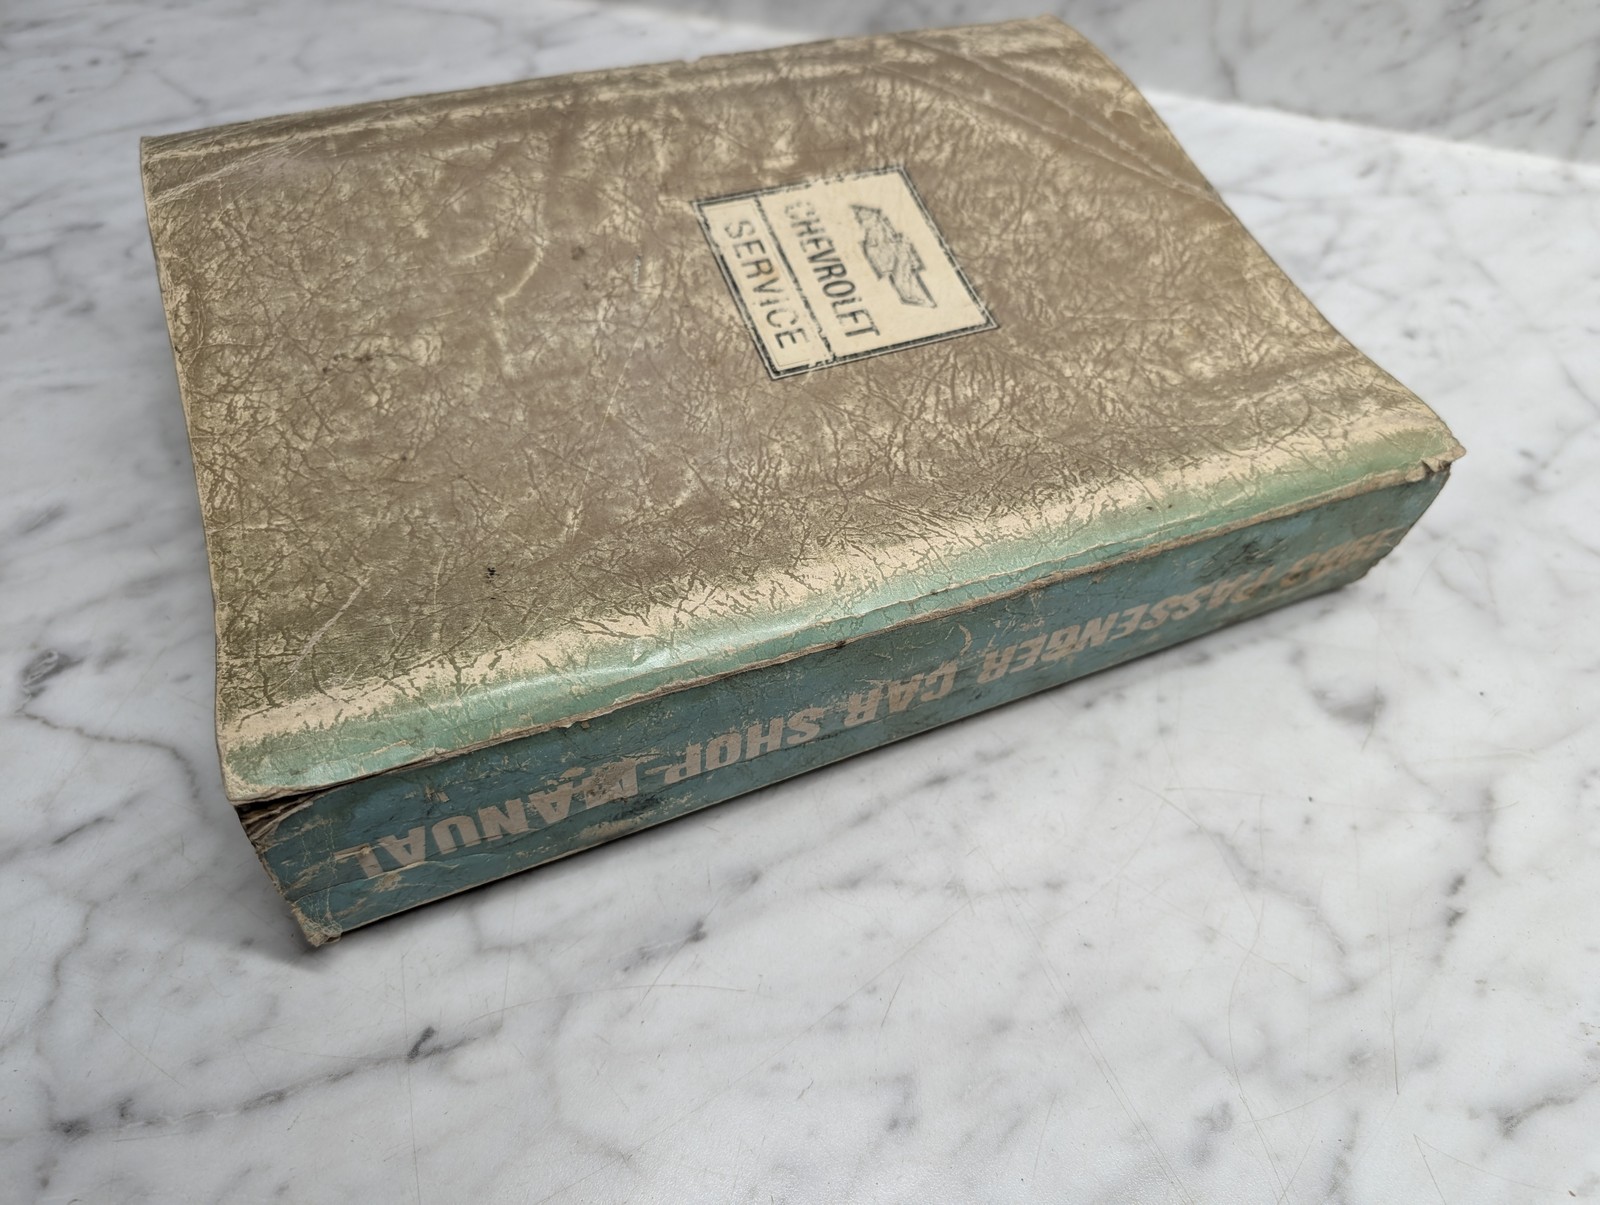 CHEVROLET
SERVICE
PASSENGER CAR SHOP MANUAL